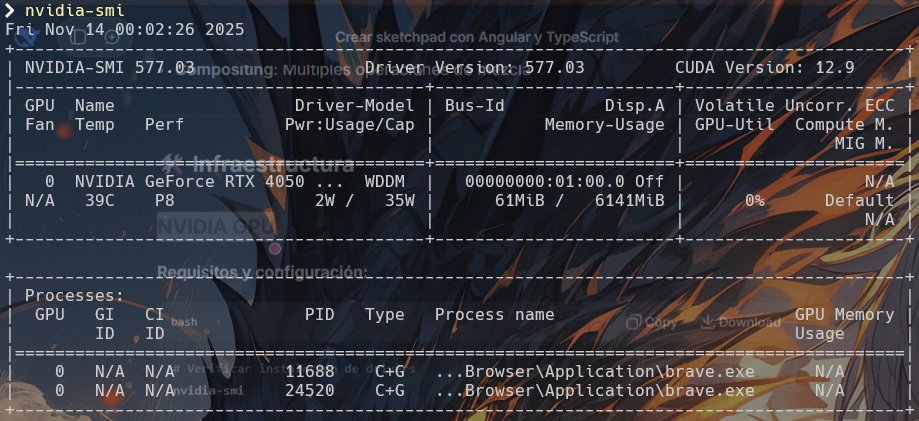 ❯ nvidia-smi
Fri Nov 14 00:02:26 2025
Crear sketchpad con Angular y TypeScript
+-----------------------------------------------------------------------------------------+
| NVIDIA-SMI 577.03                 Driver Version: 577.03         CUDA Version: 12.9     |
Compositing: Múltiples operaciones de mezcla
|-----------------------------------------+------------------------+----------------------+
| GPU  Name                  Driver-Model | Bus-Id          Disp.A | Volatile Uncorr. ECC |
| Fan  Temp   Perf          Pwr:Usage/Cap |           Memory-Usage | GPU-Util  Compute M. |
|                                         |                        |               MIG M. |
|=========================================+========================+======================|
Infraestructura
|   0  NVIDIA GeForce RTX 4050 ...  WDDM  |   00000000:01:00.0 Off |                  N/A |
| N/A   39C    P8              2W /   35W |      61MiB /   6141MiB |      0%      Default |
|                                         |                        |                  N/A |
NVIDIA GPU
+-----------------------------------------+------------------------+----------------------+
Requisitos y configuración:
+-----------------------------------------------------------------------------------------+
| Processes:                                                                              |
|  GPU   GI   CI              PID   Type   Process name                        GPU Memory |
|        ID   ID                                                               Usage      |
bash
Copy Download
|=========================================================================================|
|    0   N/A  N/A           11688    C+G   ...Browser\Application\brave.exe      N/A      |
# Verificar de
|    0   N/A  N/A           24520    C+G   ...Browser\Application\brave.exe      N/A      |
nvidia-smi
+-----------------------------------------------------------------------------------------+